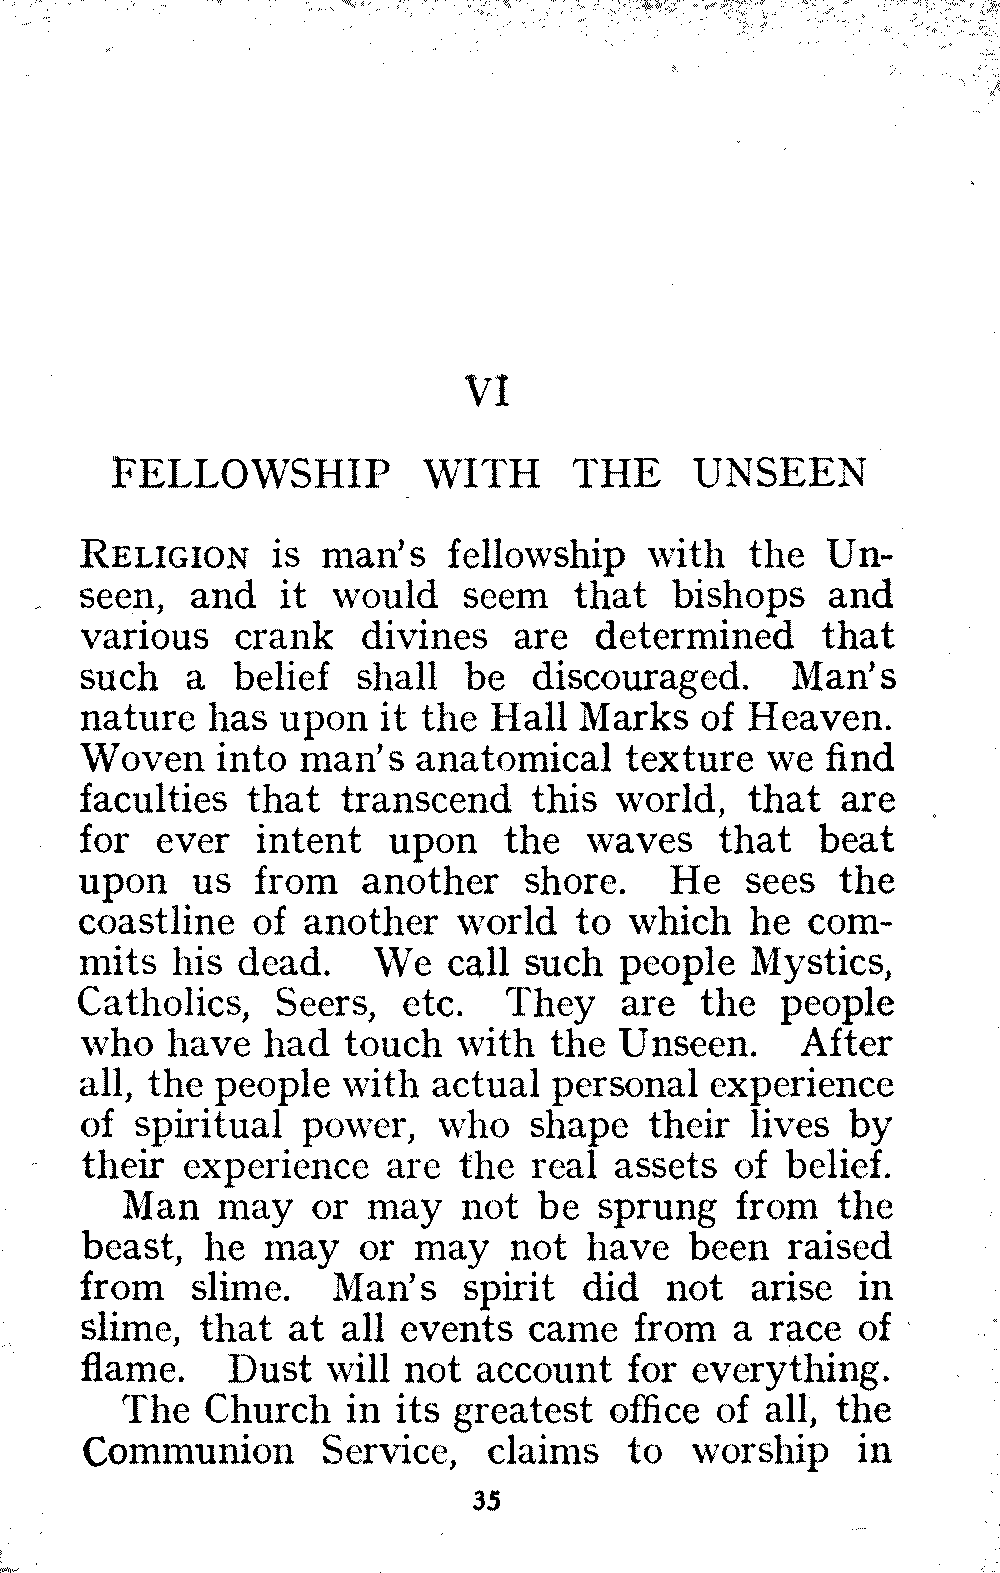 VI
FELLOWSHIP WITH THE UNSEEN
RELIGION is man's fellowship with the Un-
seen, and it would seem that bishops and
various crank divines are determined that
such a belief shall be discouraged. Man's
nature has upon it the Hall Marks of Heaven.
Woven into man's anatomical texture we find
faculties that transcend this world, that are
for ever intent upon the waves that beat
upon us from another shore. He sees the
coastline of another world to which he com-
mits his dead. We call such people Mystics,
Catholics, Seers, etc. They are the people
who have had touch with the Unseen. After
all, the people with actual personal experience
of spiritual power, who shape their lives by
their experience are the real assets of belief.
Man may or may not be sprung from the
beast, he may or may not have been raised
from slime. Man's spirit did not arise in
slime, that at all events came from a race of
flame. Dust will not account for everything.
The Church in its greatest office of all, the
Communion Service, claims to worship in
35